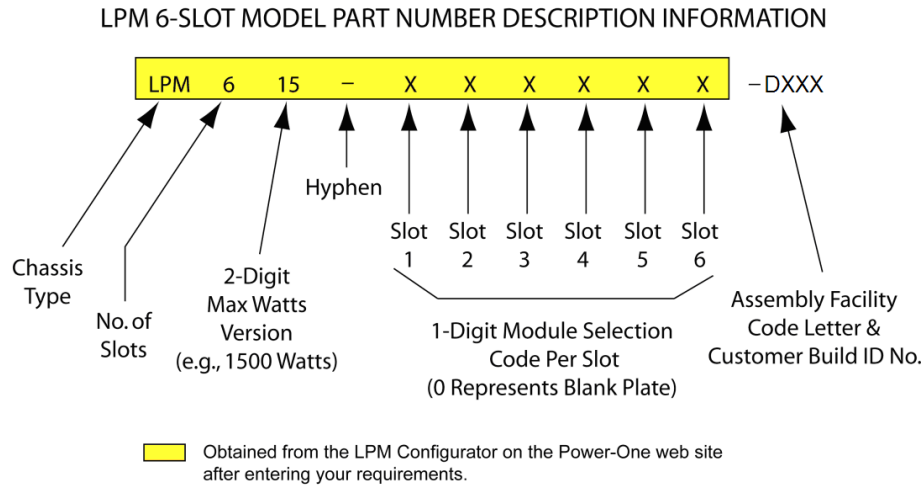 LPM 6-SLOT MODEL PART NUMBER DESCRIPTION INFORMATION
LPM 6 15 – X X X X X X –DXXX
Hyphen
Slot 1
Slot 2
Slot 3
Slot 4
Slot 5
Slot 6
Chassis
Type
No. of
Slots
2-Digit
Max Watts
Version
(e.g., 1500 Watts)
1-Digit Module Selection
Code Per Slot
(0 Represents Blank Plate)
Assembly Facility
Code Letter &
Customer Build ID No.
Obtained from the LPM Configurator on the Power-One web site
after entering your requirements.